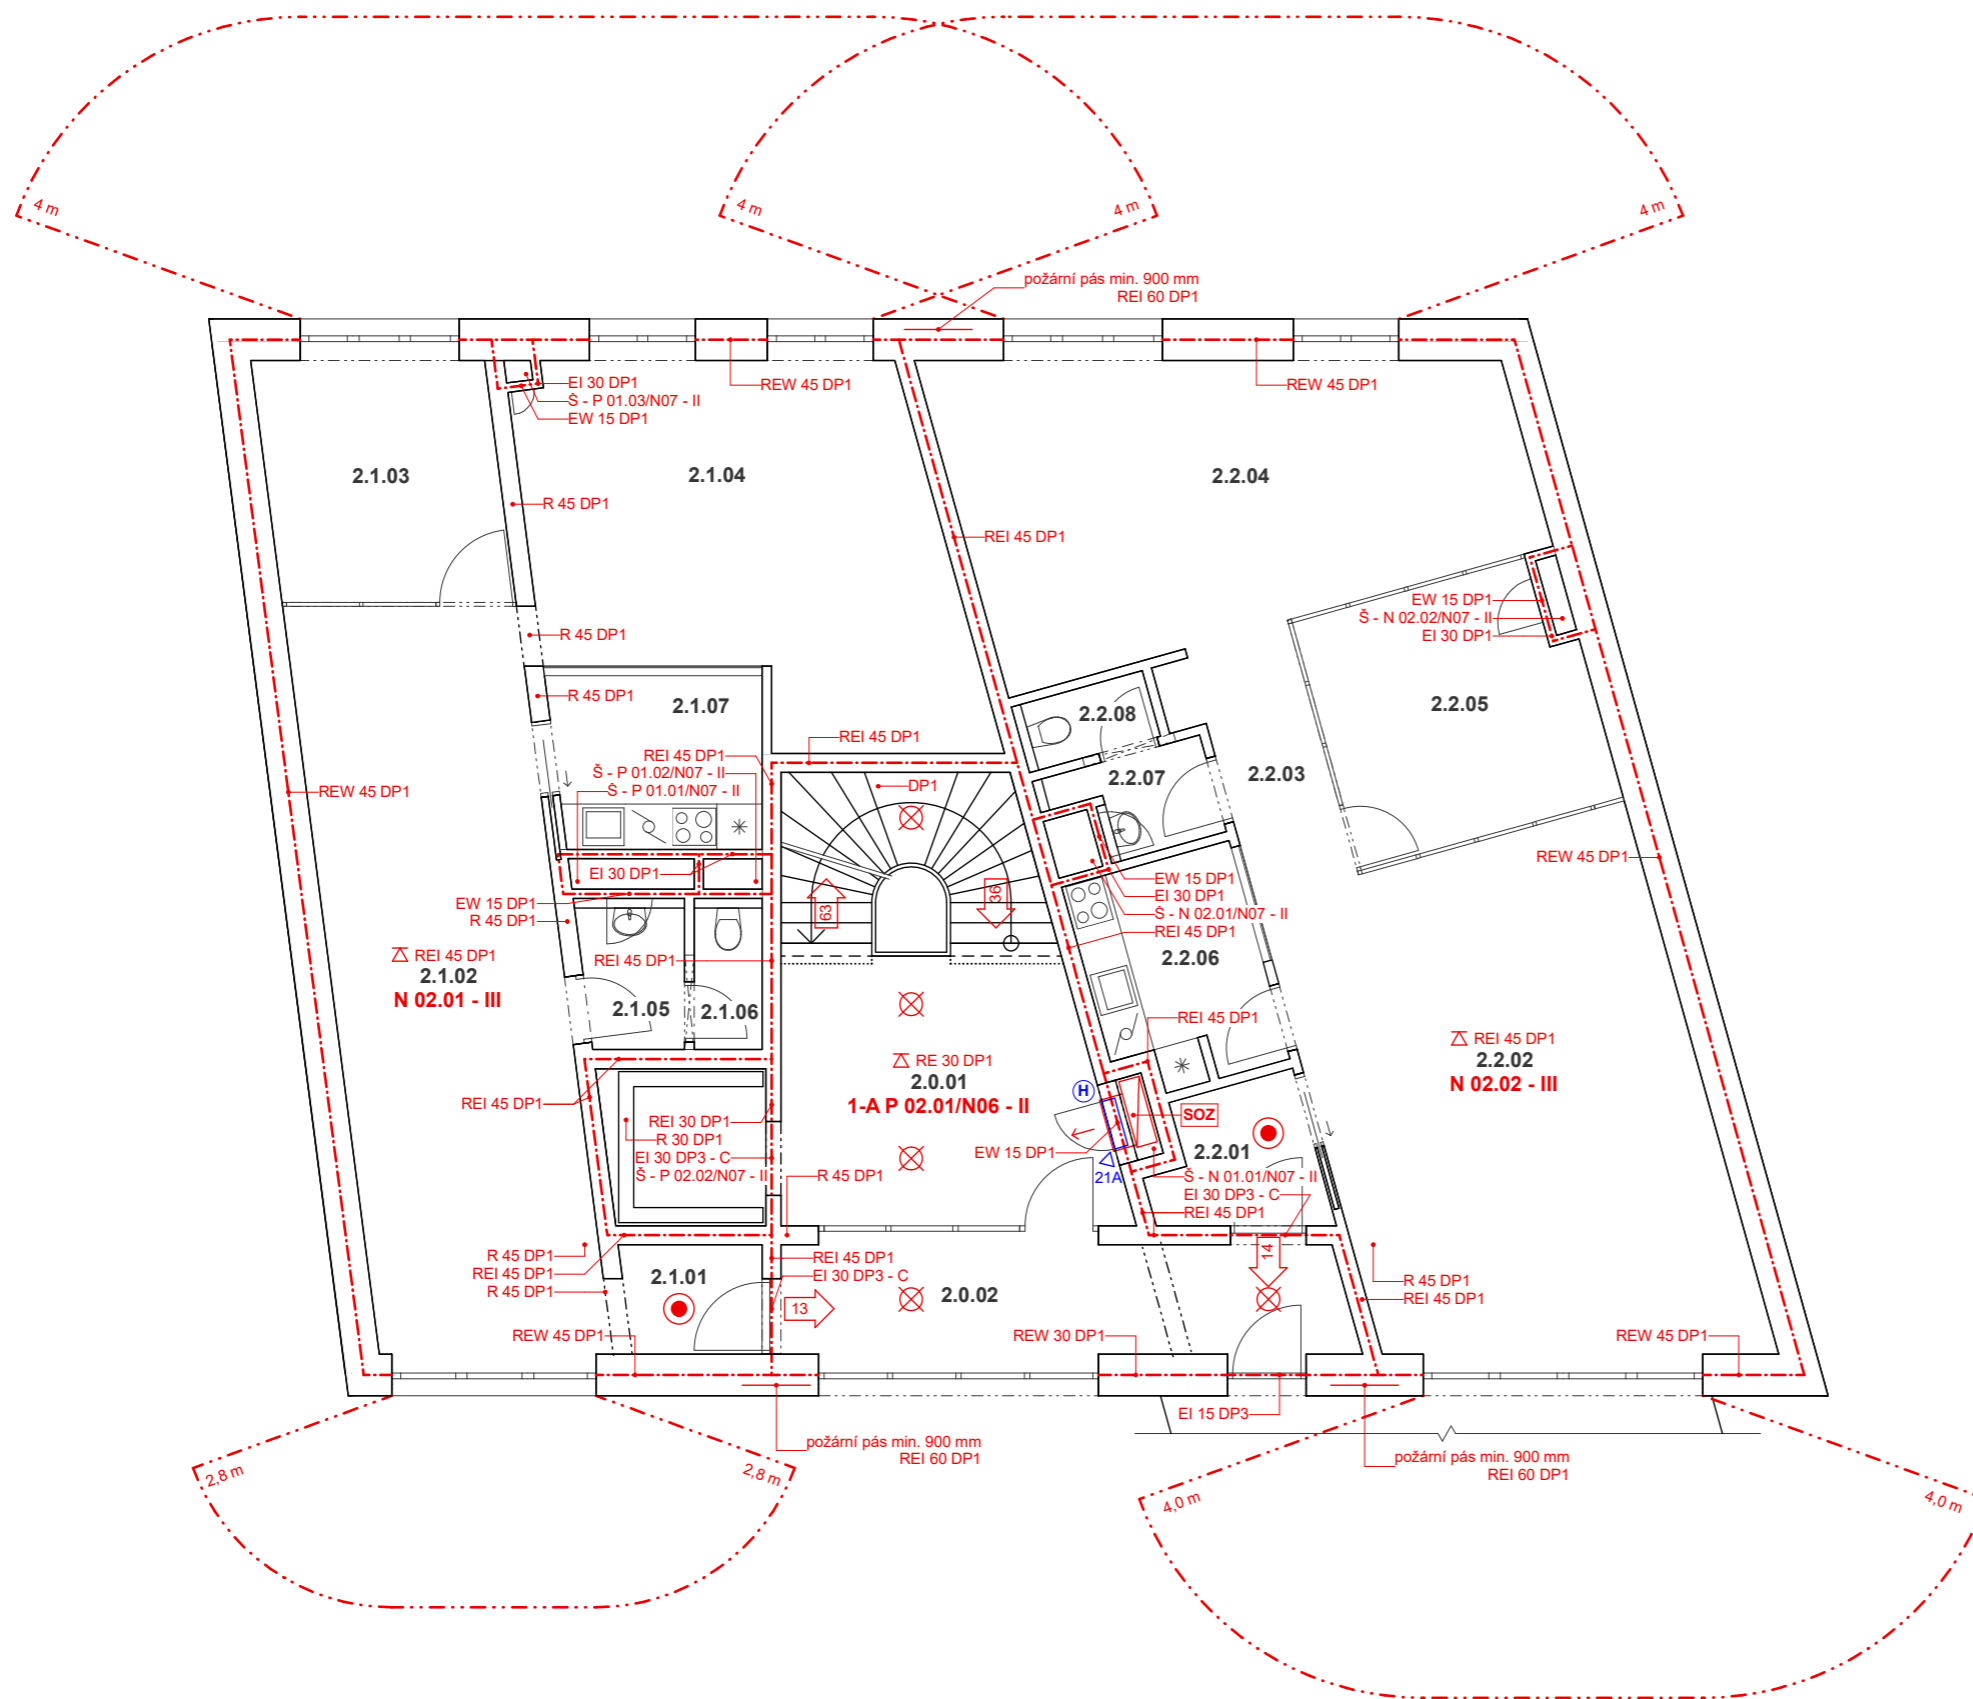 4 m
4 m
4 m
4 m
požární pás min. 900 mm
REI 60 DP1
EI 30 DP1
Š - P 01.03/N07 - II
EW 15 DP1
REW 45 DP1
REW 45 DP1
2.1.03
2.1.04
2.2.04
R 45 DP1
REI 45 DP1
EW 15 DP1
Š - N 02.02/N07 - II
EI 30 DP1
R 45 DP1
R 45 DP1
2.1.07
2.2.08
2.2.05
REI 45 DP1
REI 45 DP1
Š - P 01.02/N07 - II
Š - P 01.01/N07 - II
DP1
2.2.07
2.2.03
REW 45 DP1
REW 45 DP1
EI 30 DP1
EW 15 DP1
R 45 DP1
63
36
EW 15 DP1
EI 30 DP1
Š - N 02.01/N07 - II
REI 45 DP1
REI 45 DP1
2.1.02
N 02.01 - III
REI 45 DP1
2.2.06
2.1.05
2.1.06
REI 45 DP1
REI 45 DP1
2.2.02
N 02.02 - III
RE 30 DP1
2.0.01
1-A P 02.01/N06 - II
H
SOZ
REI 45 DP1
REI 30 DP1
R 30 DP1
EI 30 DP3 - C
Š - P 02.02/N07 - II
EW 15 DP1
21A
2.2.01
R 45 DP1
Š - N 01.01/N07 - II
EI 30 DP3 - C
REI 45 DP1
R 45 DP1
REI 45 DP1
R 45 DP1
2.1.01
REI 45 DP1
EI 30 DP3 - C
13
2.0.02
14
R 45 DP1
REI 45 DP1
REW 45 DP1
REW 30 DP1
REW 45 DP1
EI 15 DP3
požární pás min. 900 mm
REI 60 DP1
požární pás min. 900 mm
REI 60 DP1
2,8 m
2,8 m
4,0 m
4,0 m